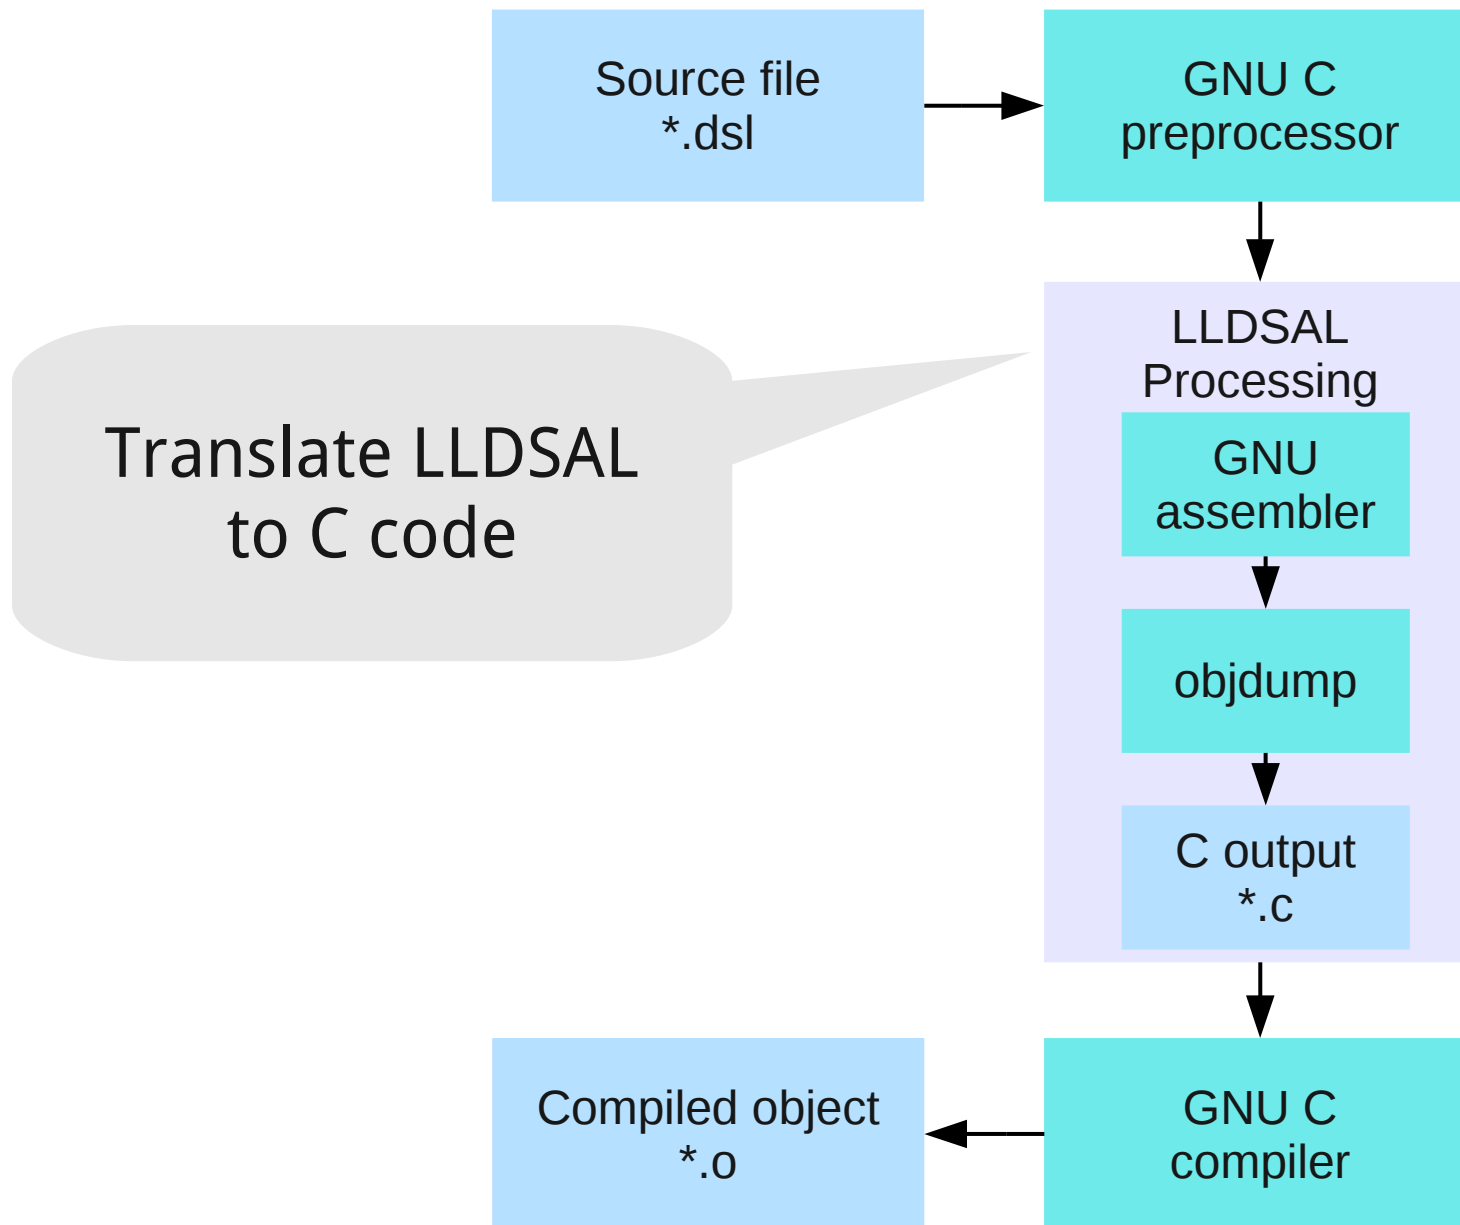 Source file
*.dsl
GNU C
preprocessor
LLDSAL
Processing
GNU
assembler
Translate LLDSAL
to C code
objdump
C output
*.c
Compiled object
*.o
GNU C
compiler